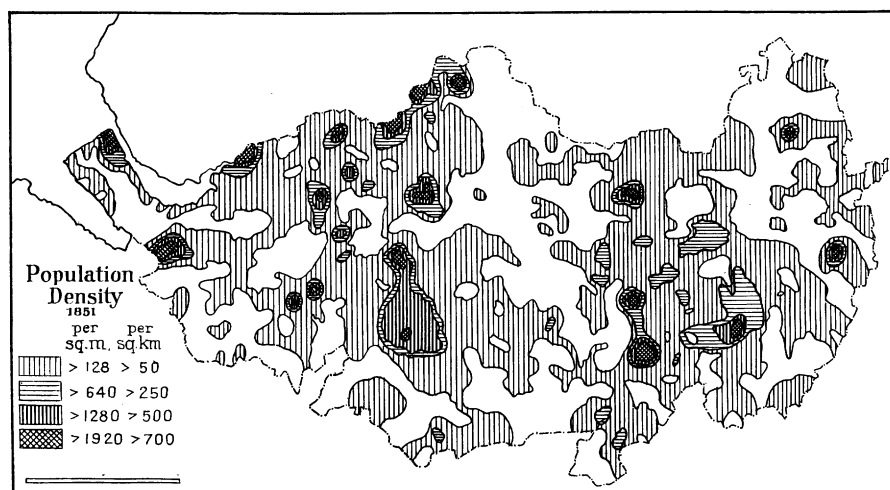 Population
Density
1851
per per
sq.m. sq.km
>128 >50
>640 >250
>1280 >500
>1920 >700